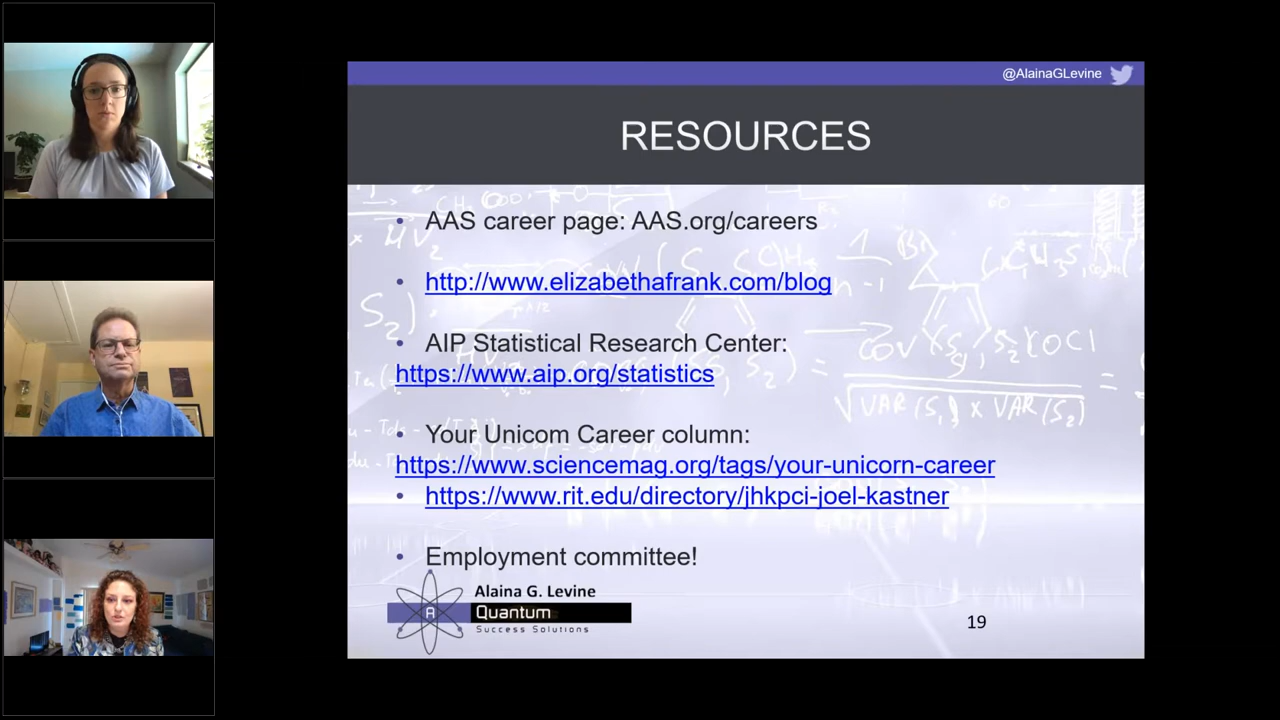 @AlainaGLevine
RESOURCES
• AAS career page: AAS.org/careers
• http://www.elizabethafrank.com/blog
• AIP Statistical Research Center:
https://www.aip.org/statistics
• Your Unicom Career column:
https://www.sciencemag.org/tags/your-unicorn-career
• https://www.rit.edu/directory/jhkpci-joel-kastner
• Employment committee!
Alaina G. Levine
A Quantum
Success Solutions
19